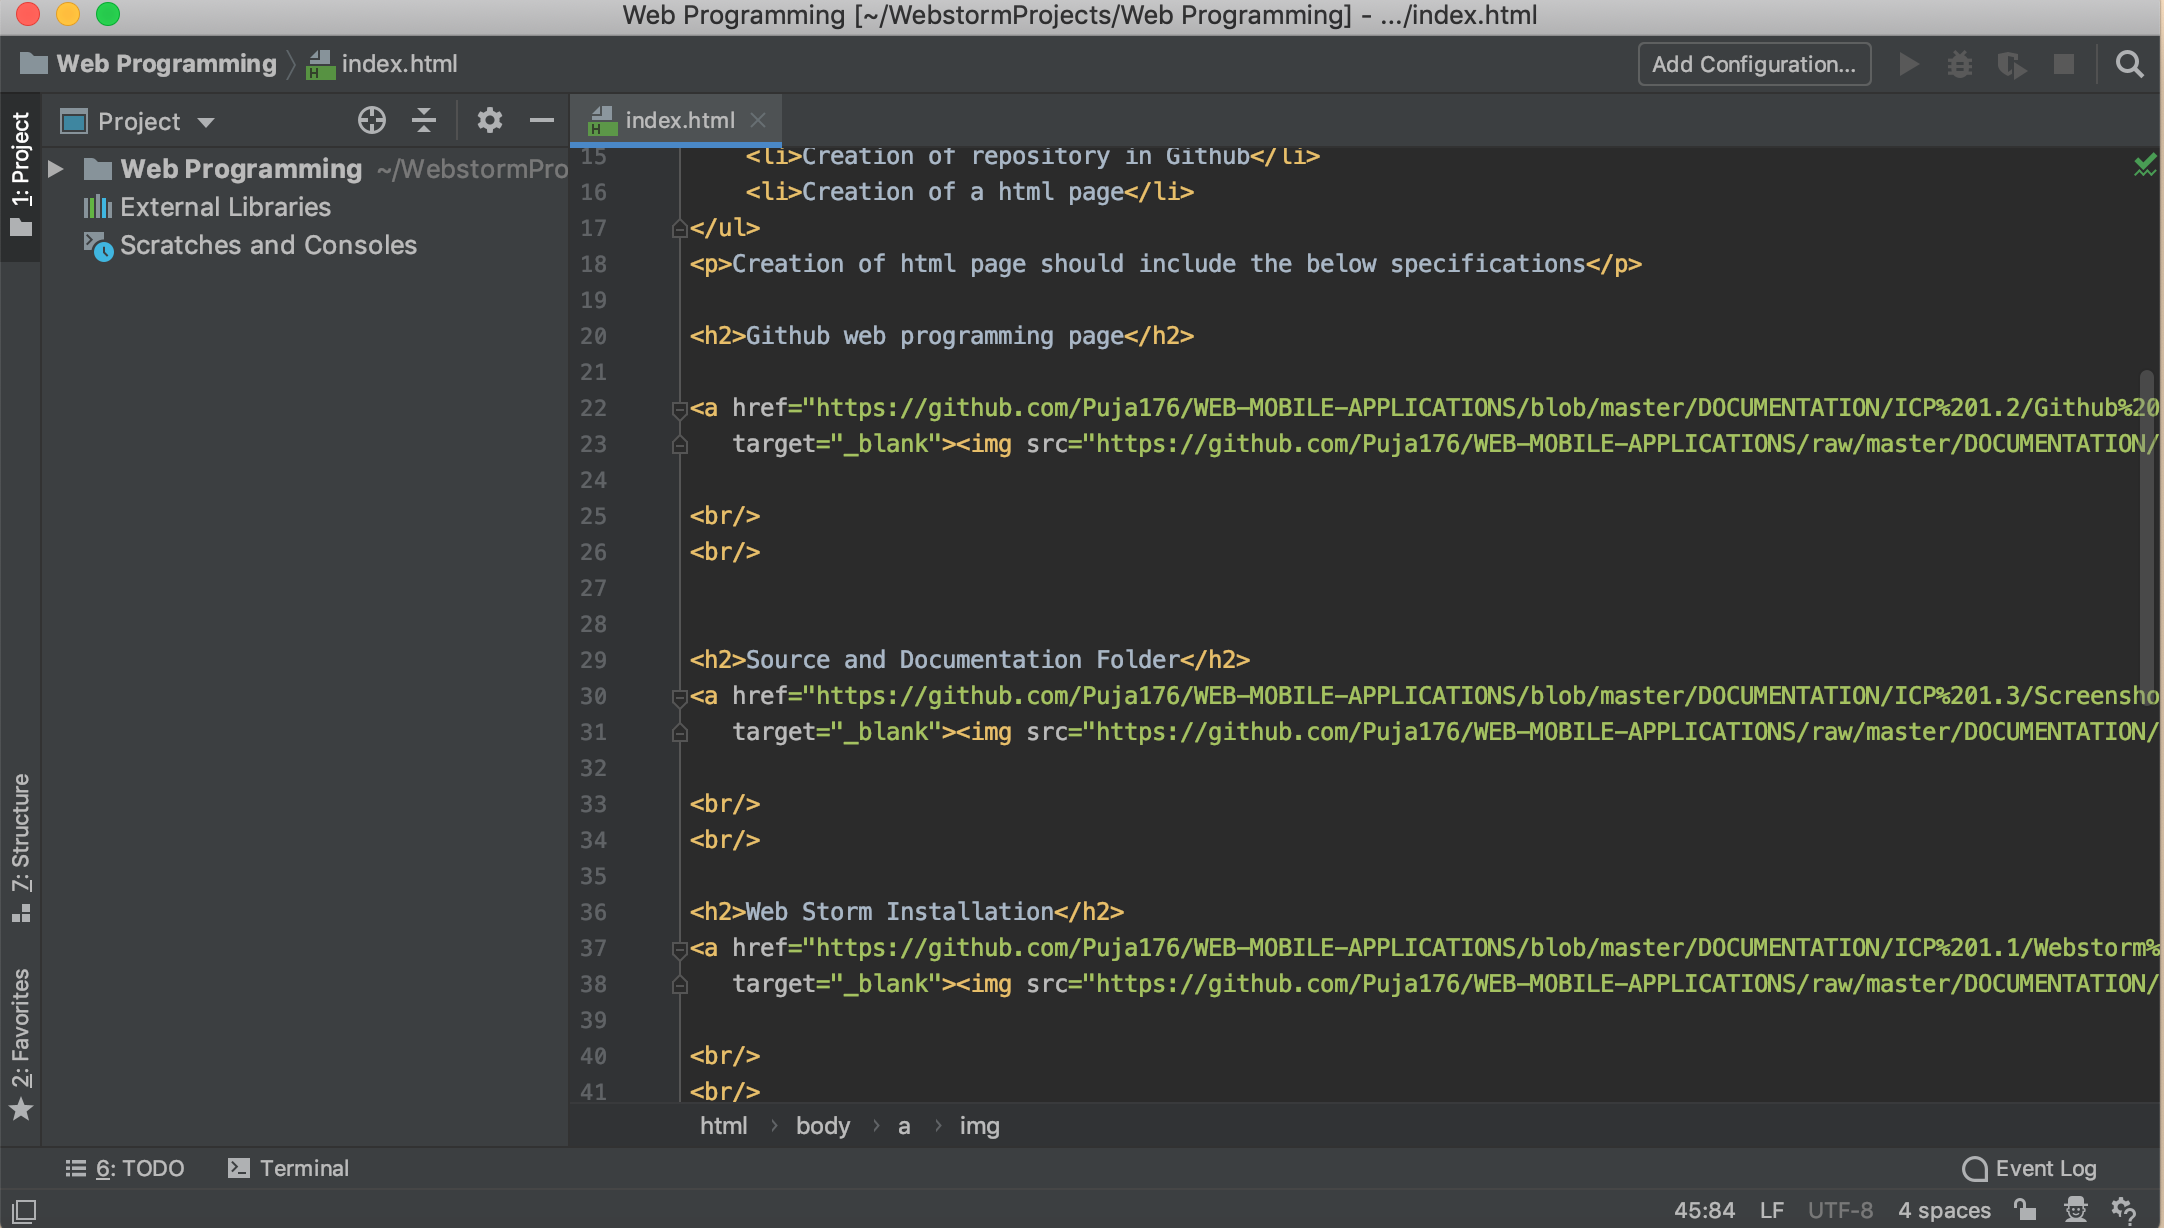 Web Programming [~/WebstormProjects/Web Programming] - .../index.html
Web Programming
index.html
Add Configuration...
1: Project
7: Structure
2: Favorites
Project
Web Programming ~/WebstormPro
External Libraries
Scratches and Consoles
index.html
15 <li>Creation of repository in Github</li>
16 <li>Creation of a html page</li>
17 </ul>
18 <p>Creation of html page should include the below specifications</p>
19
20 <h2>Github web programming page</h2>
21
22 <a href="https://github.com/Puja176/WEB-MOBILE-APPLICATIONS/blob/master/DOCUMENTATION/ICP%201.2/Github%20
23 target="_blank"><img src="https://github.com/Puja176/WEB-MOBILE-APPLICATIONS/raw/master/DOCUMENTATION/
24
25 <br/>
26 <br/>
27
28
29 <h2>Source and Documentation Folder</h2>
30 <a href="https://github.com/Puja176/WEB-MOBILE-APPLICATIONS/blob/master/DOCUMENTATION/ICP%201.3/Screensho
31 target="_blank"><img src="https://github.com/Puja176/WEB-MOBILE-APPLICATIONS/raw/master/DOCUMENTATION/
32
33 <br/>
34 <br/>
35
36 <h2>Web Storm Installation</h2>
37 <a href="https://github.com/Puja176/WEB-MOBILE-APPLICATIONS/blob/master/DOCUMENTATION/ICP%201.1/Webstorm%
38 target="_blank"><img src="https://github.com/Puja176/WEB-MOBILE-APPLICATIONS/raw/master/DOCUMENTATION/
39
40 <br/>
41 <br/>
html › body › a › img
6: TODO
Terminal
Event Log
45:84 LF UTF-8 4 spaces